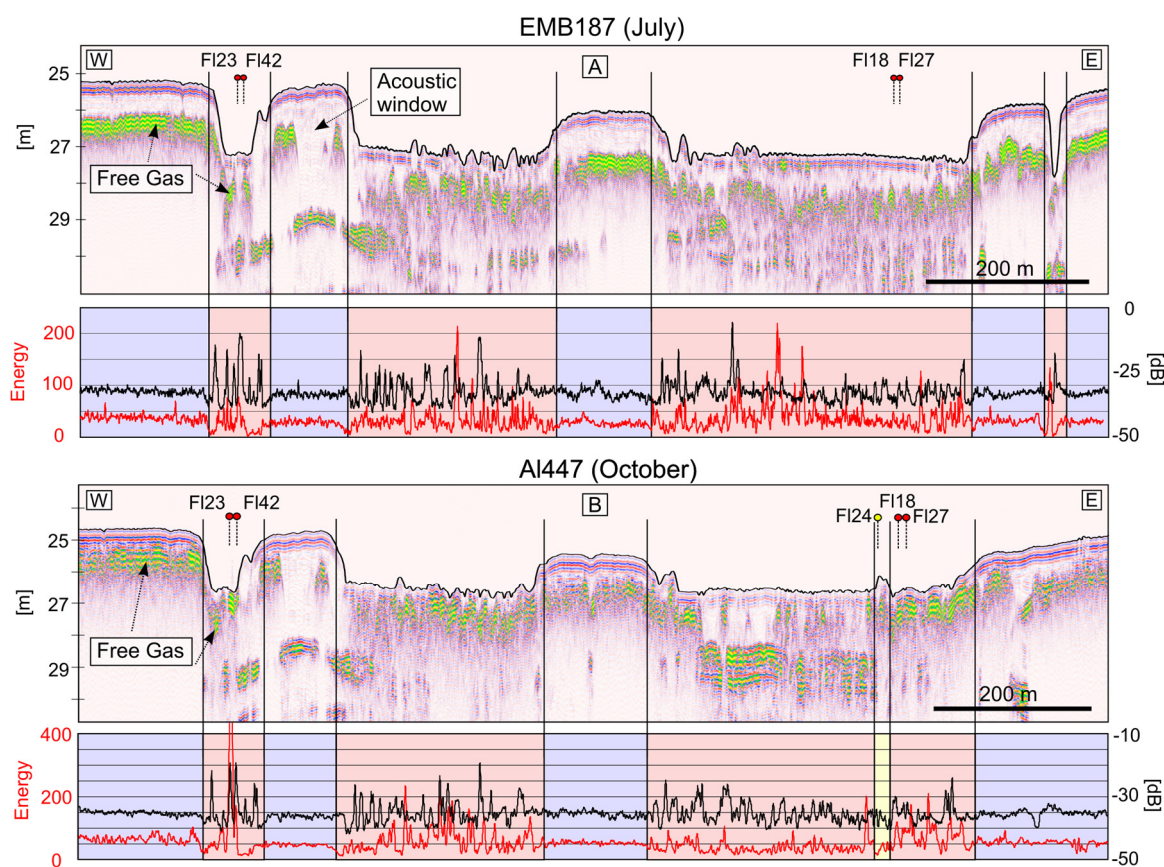 EMB187 (July)
W
Fl23
Fl42
A
Fl18
Fl27
E
25
27
29
[m]
Acoustic
window
Free Gas
200 m
200
100
0
Energy
0
-25
-50
[dB]
Al447 (October)
W
Fl23
Fl42
B
Fl18
Fl24
Fl27
E
25
27
29
[m]
Free Gas
200 m
400
200
0
Energy
-10
-30
-50
[dB]